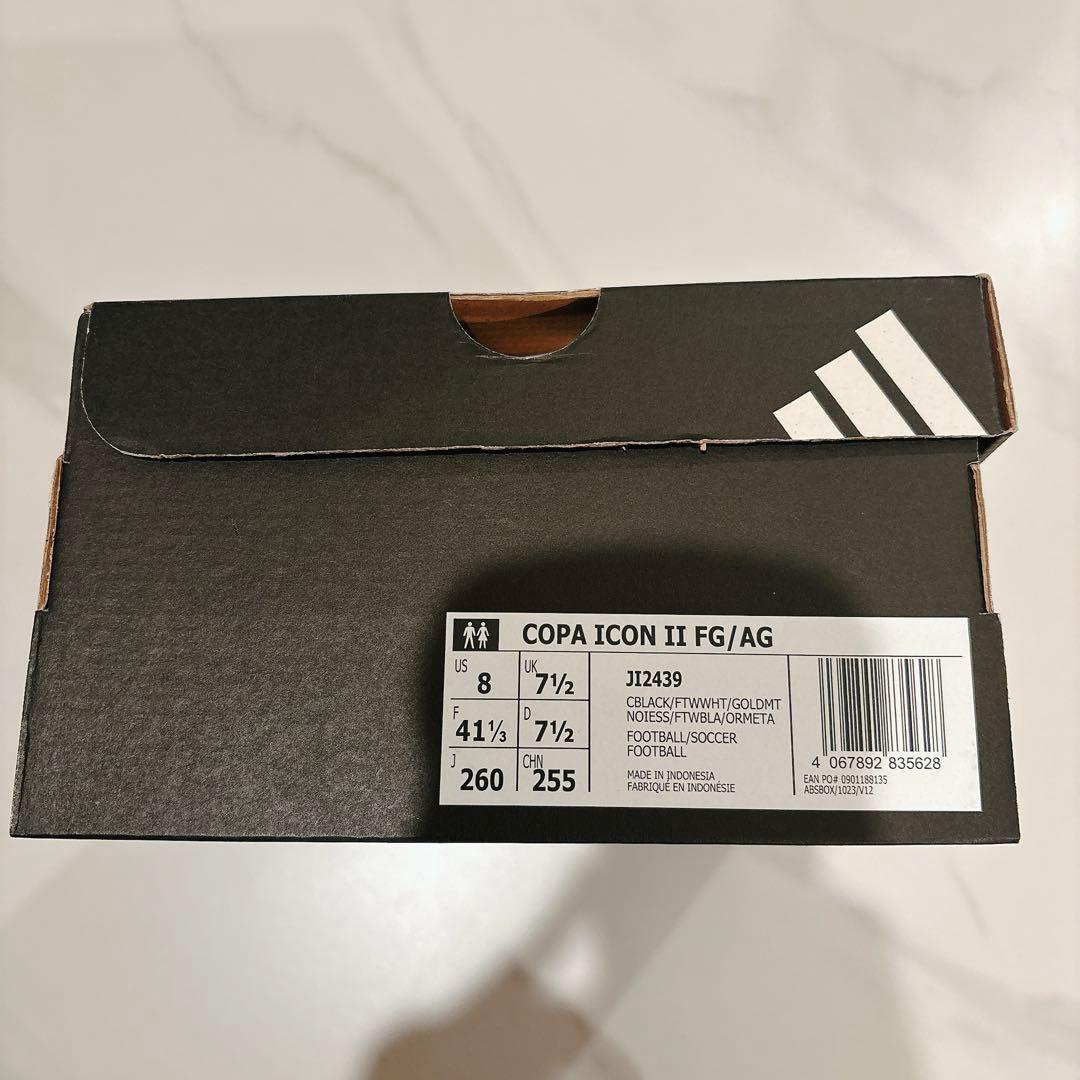 COPA ICON II FG/AG
US 8 UK 7½
F 41⅓ D 7½
J 260 CHN 255
JI2439
CBLACK/FTWWHT/GOLDMT
NOIESS/FTWBLA/ORMETA
FOOTBALL/SOCCER
FOOTBALL
MADE IN INDONESIA
FABRIQUÉ EN INDONÉSIE
4 067892 835628
EAN PO# 0901188135
ABSBOX/1023/V12